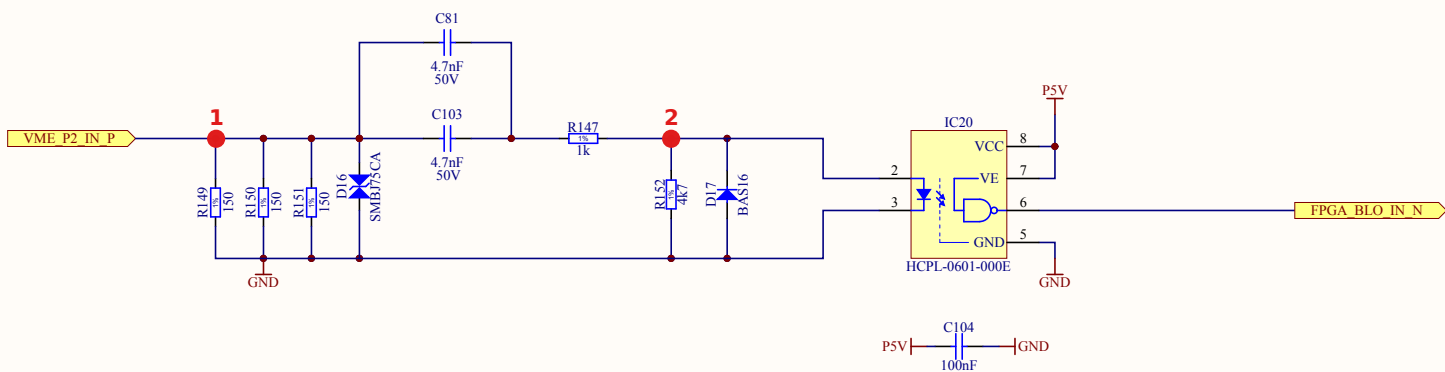 C81
4.7nF
50V
P5V
1
C103
2
R147
IC20
VME_P2_IN_P
1%
1k
VCC
8
4.7nF
50V
D16
SMBJ75CA
R149
1%
150
R150
1%
150
R151
1%
150
R152
1%
4k7
D17
BAS16
2
VE
7
3
6
FPGA_BLO_IN_N
GND
5
HCPL-0601-000E
GND
GND
C104
P5V
GND
100nF